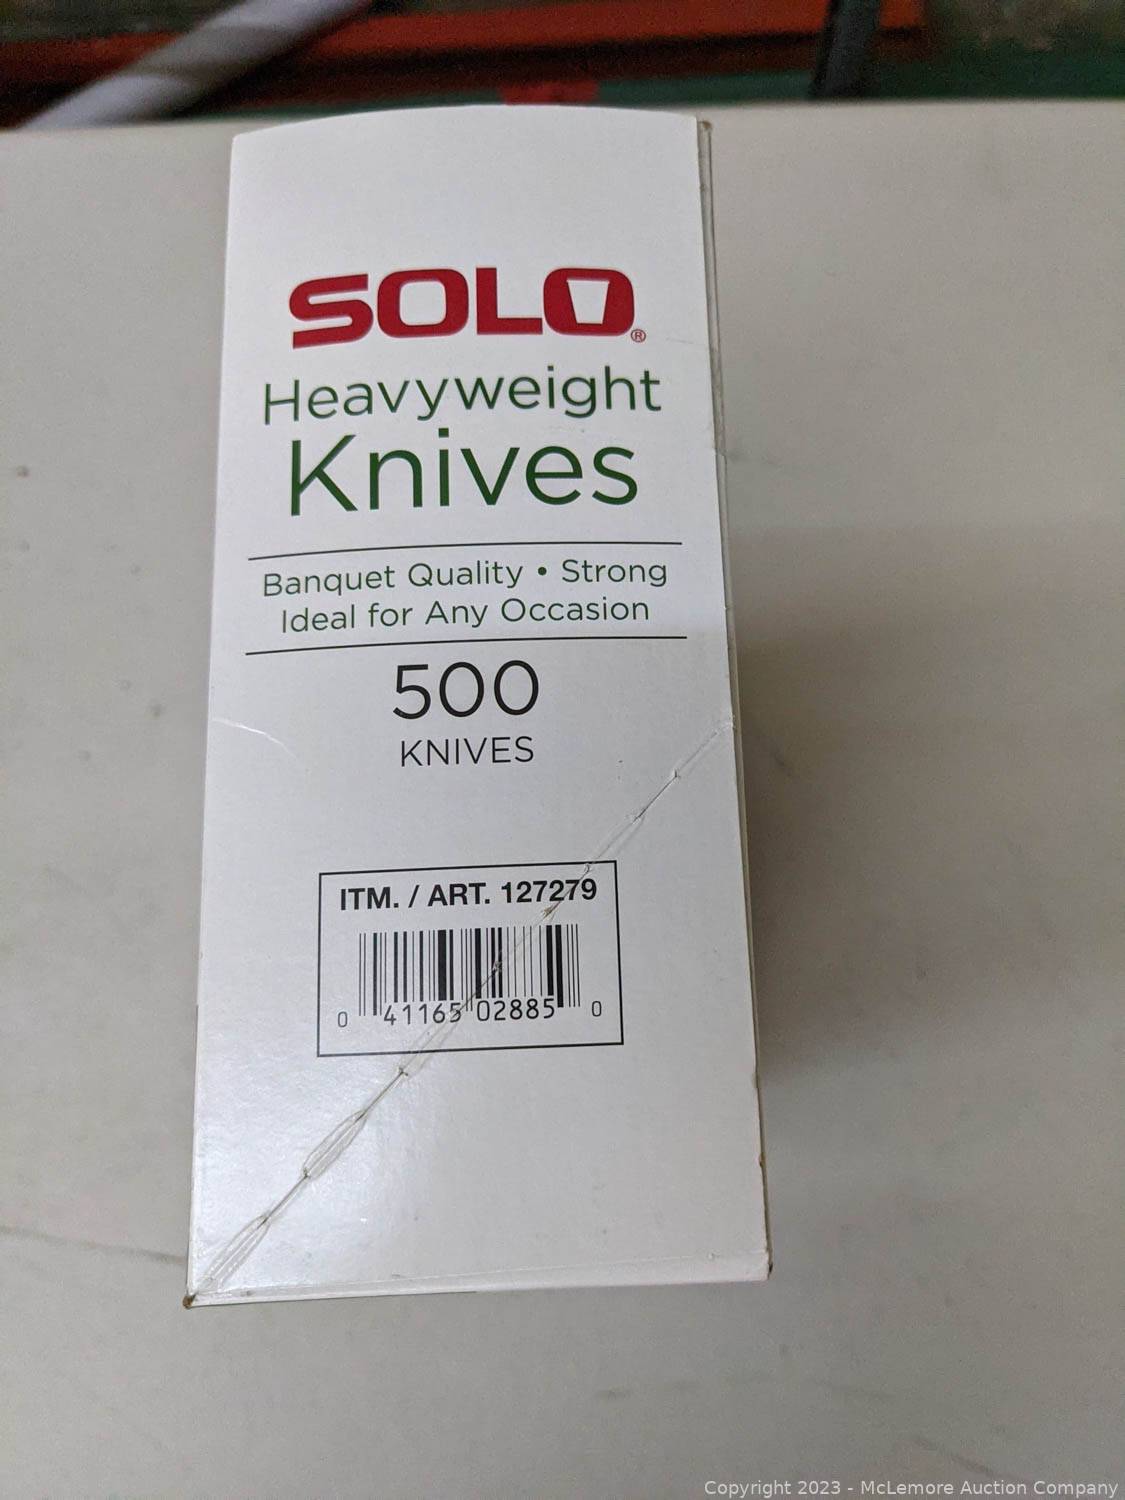 SOLO®
Heavyweight
Knives
Banquet Quality • Strong
Ideal for Any Occasion
500
KNIVES
ITM. / ART. 127279
0 41165 02885 0
Copyright 2023 - McLemore Auction Company